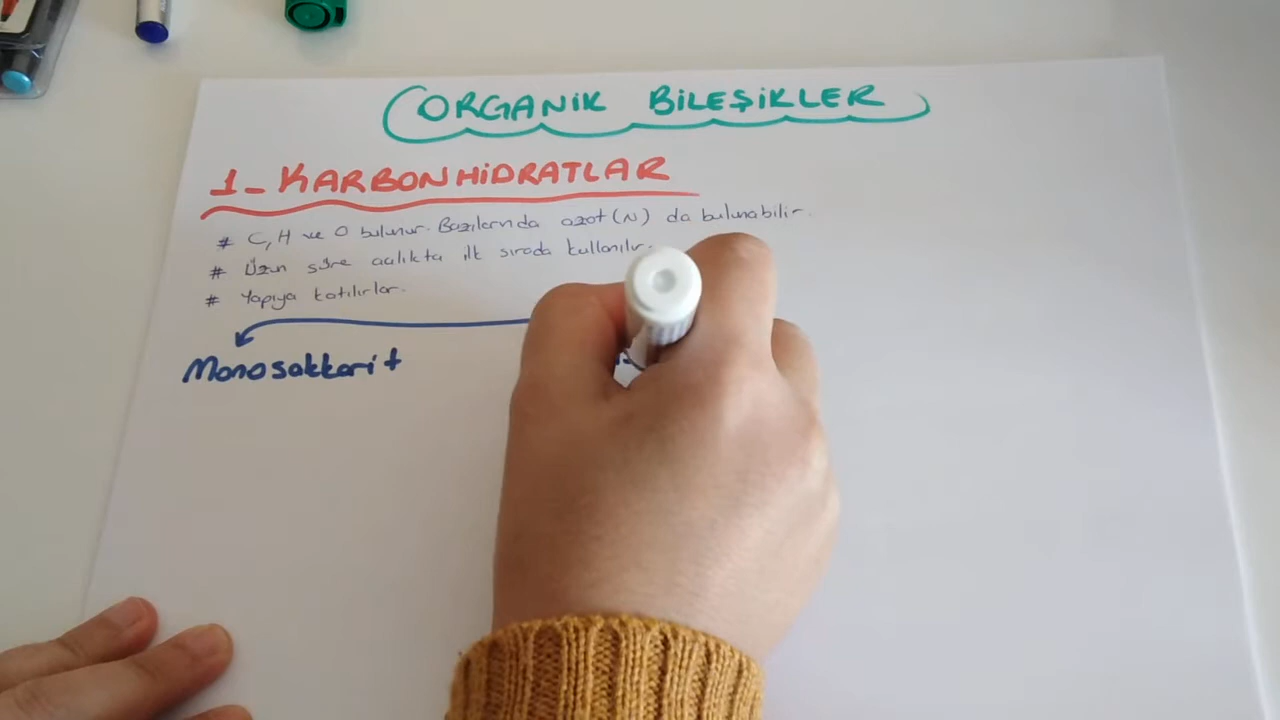 ORGANİK BİLEŞİKLER
1- KARBONHİDRATLAR
# C, H ve O bulunur. Bazılarında azot (N) da bulunabilir.
# Uzun süre açlıkta ilk sırada kullanılır.
# Yapıya katılırlar.
Monosakkarit